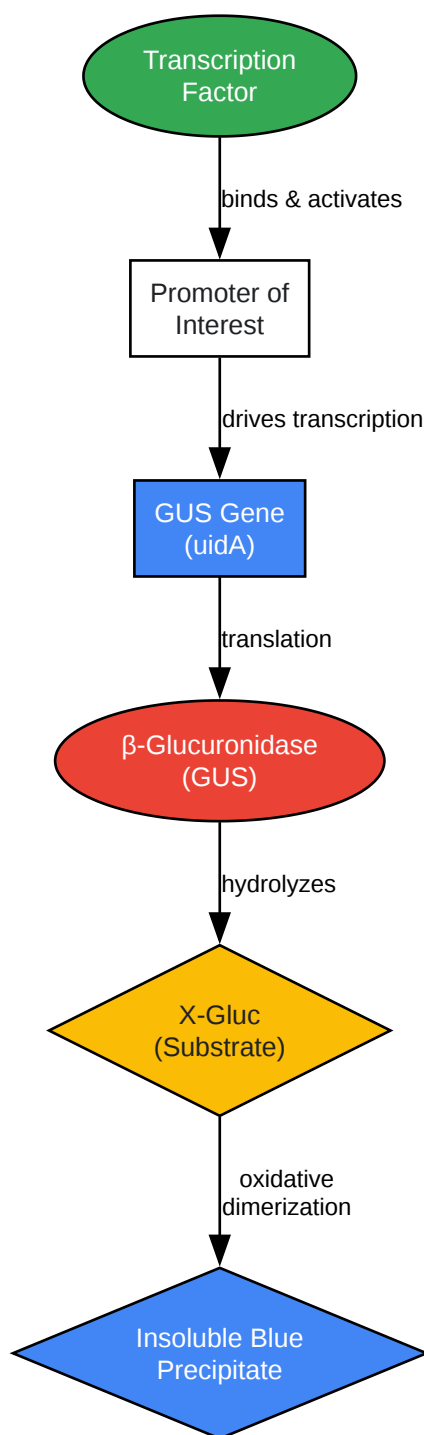 Transcription
Factor
binds & activates
Promoter of
Interest
drives transcription
GUS Gene
(uidA)
translation
β-Glucuronidase
(GUS)
hydrolyzes
X-Gluc
(Substrate)
oxidative
dimerization
Insoluble Blue
Precipitate